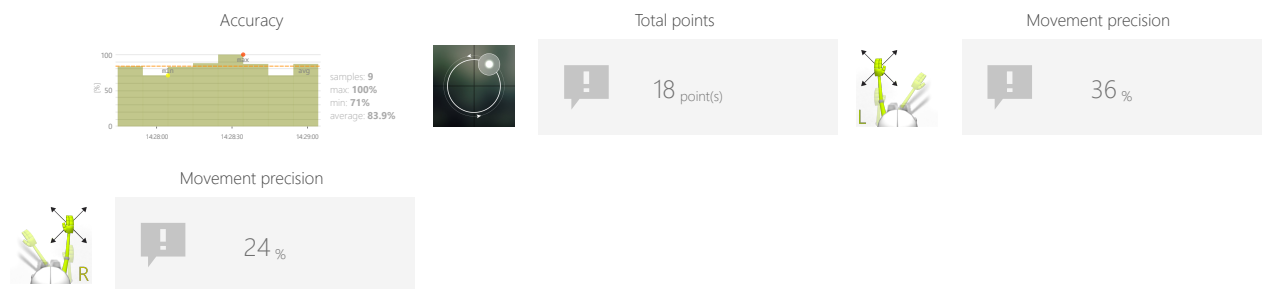 Accuracy
100
50
0
[%]
min
max
avg
14:28:00
14:28:30
14:29:00
samples: 9
max: 100%
min: 71%
average: 83.9%
Total points
18 point(s)
Movement precision
L
36 %
Movement precision
R
24 %